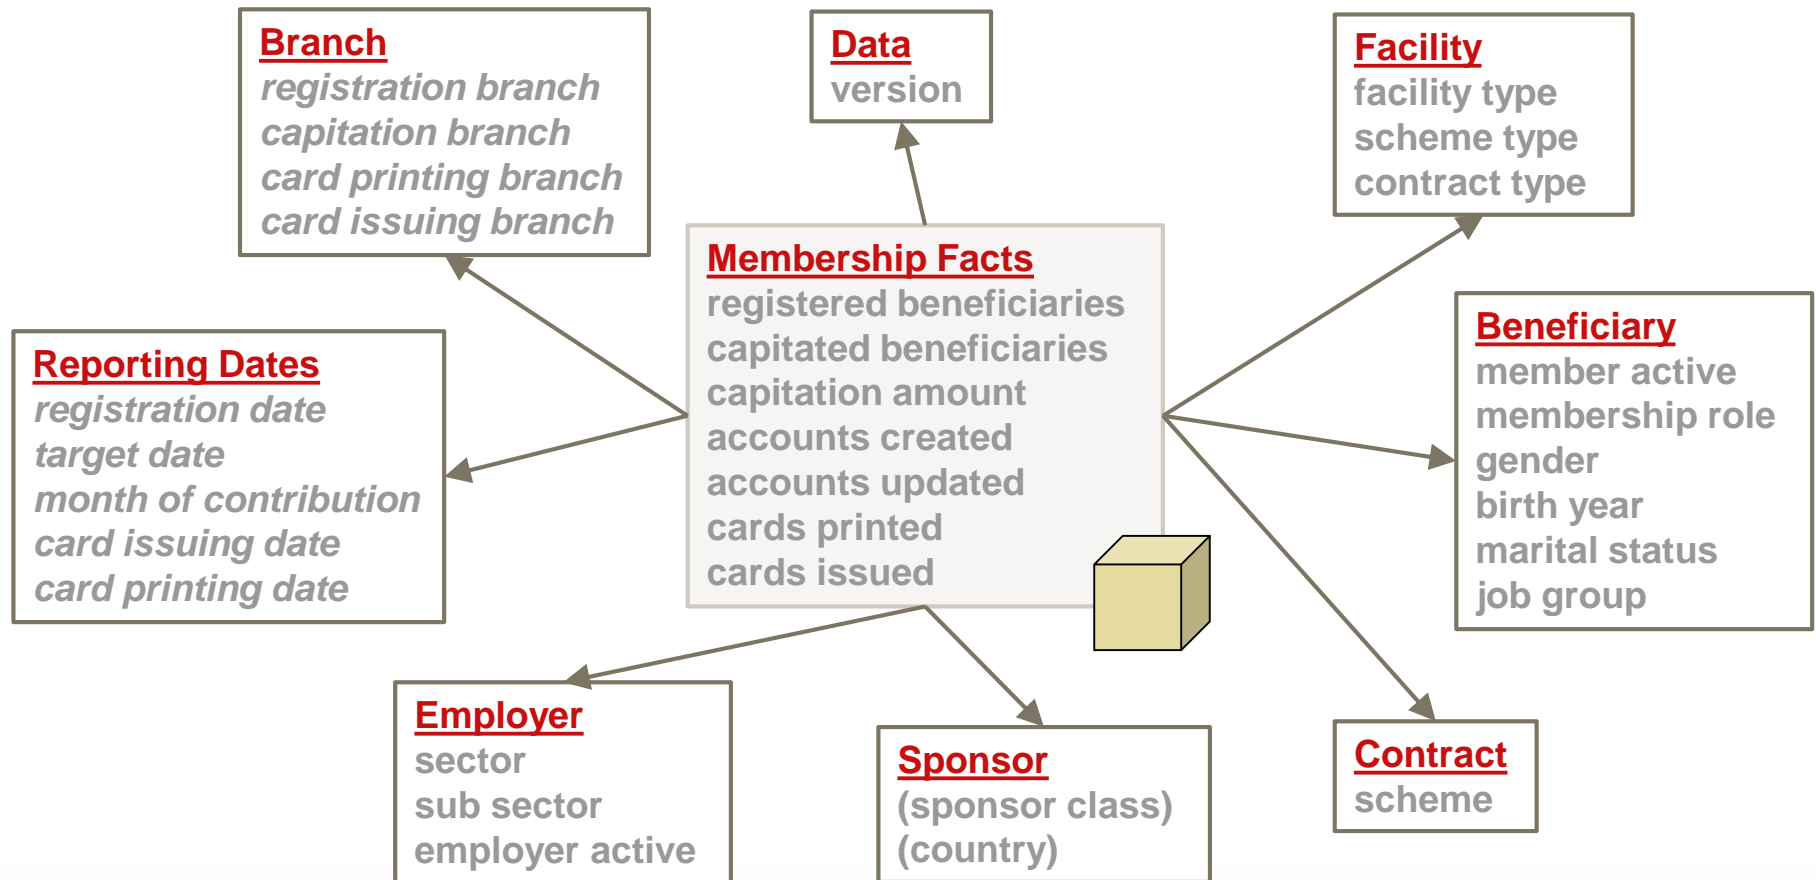 Branch
registration branch
capitation branch
card printing branch
card issuing branch
Data
version
Facility
facility type
scheme type
contract type
Membership Facts
registered beneficiaries
capitated beneficiaries
capitation amount
accounts created
accounts updated
cards printed
cards issued
Reporting Dates
registration date
target date
month of contribution
card issuing date
card printing date
Beneficiary
member active
membership role
gender
birth year
marital status
job group
Employer
sector
sub sector
employer active
Sponsor
(sponsor class)
(country)
Contract
scheme